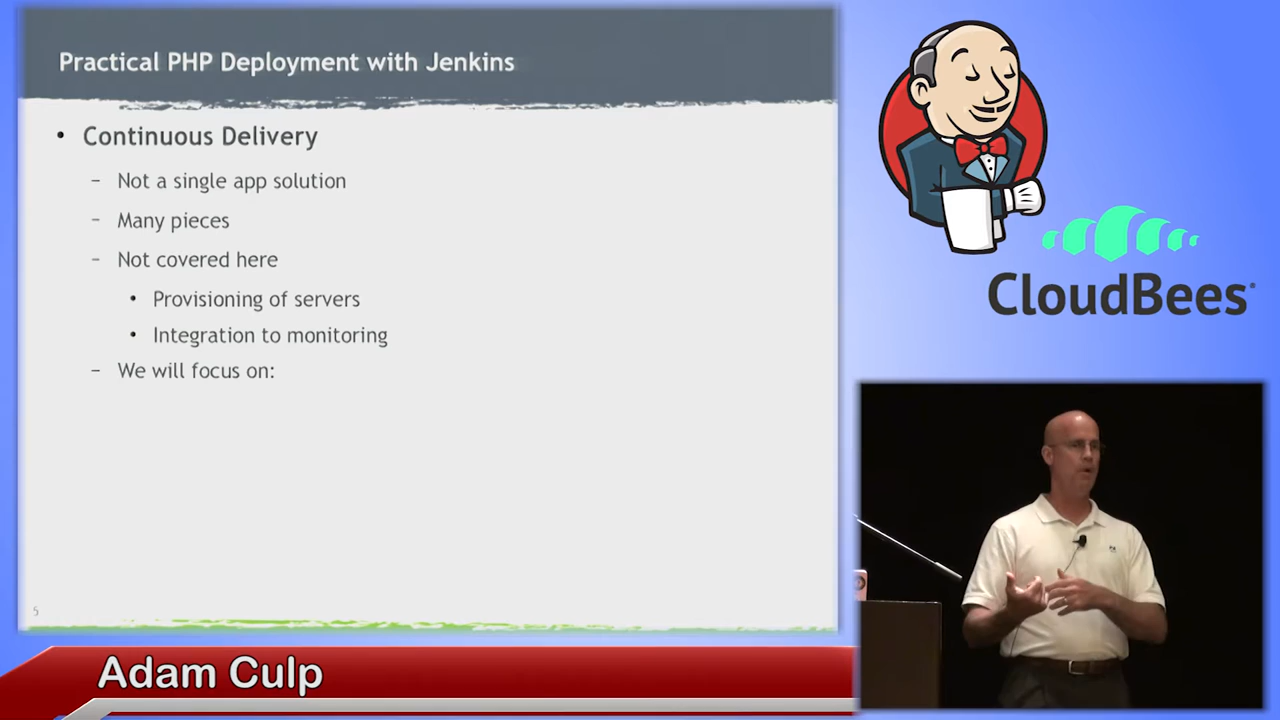 Practical PHP Deployment with Jenkins
• Continuous Delivery
– Not a single app solution
– Many pieces
– Not covered here
• Provisioning of servers
• Integration to monitoring
– We will focus on:
5
CloudBees
Adam Culp